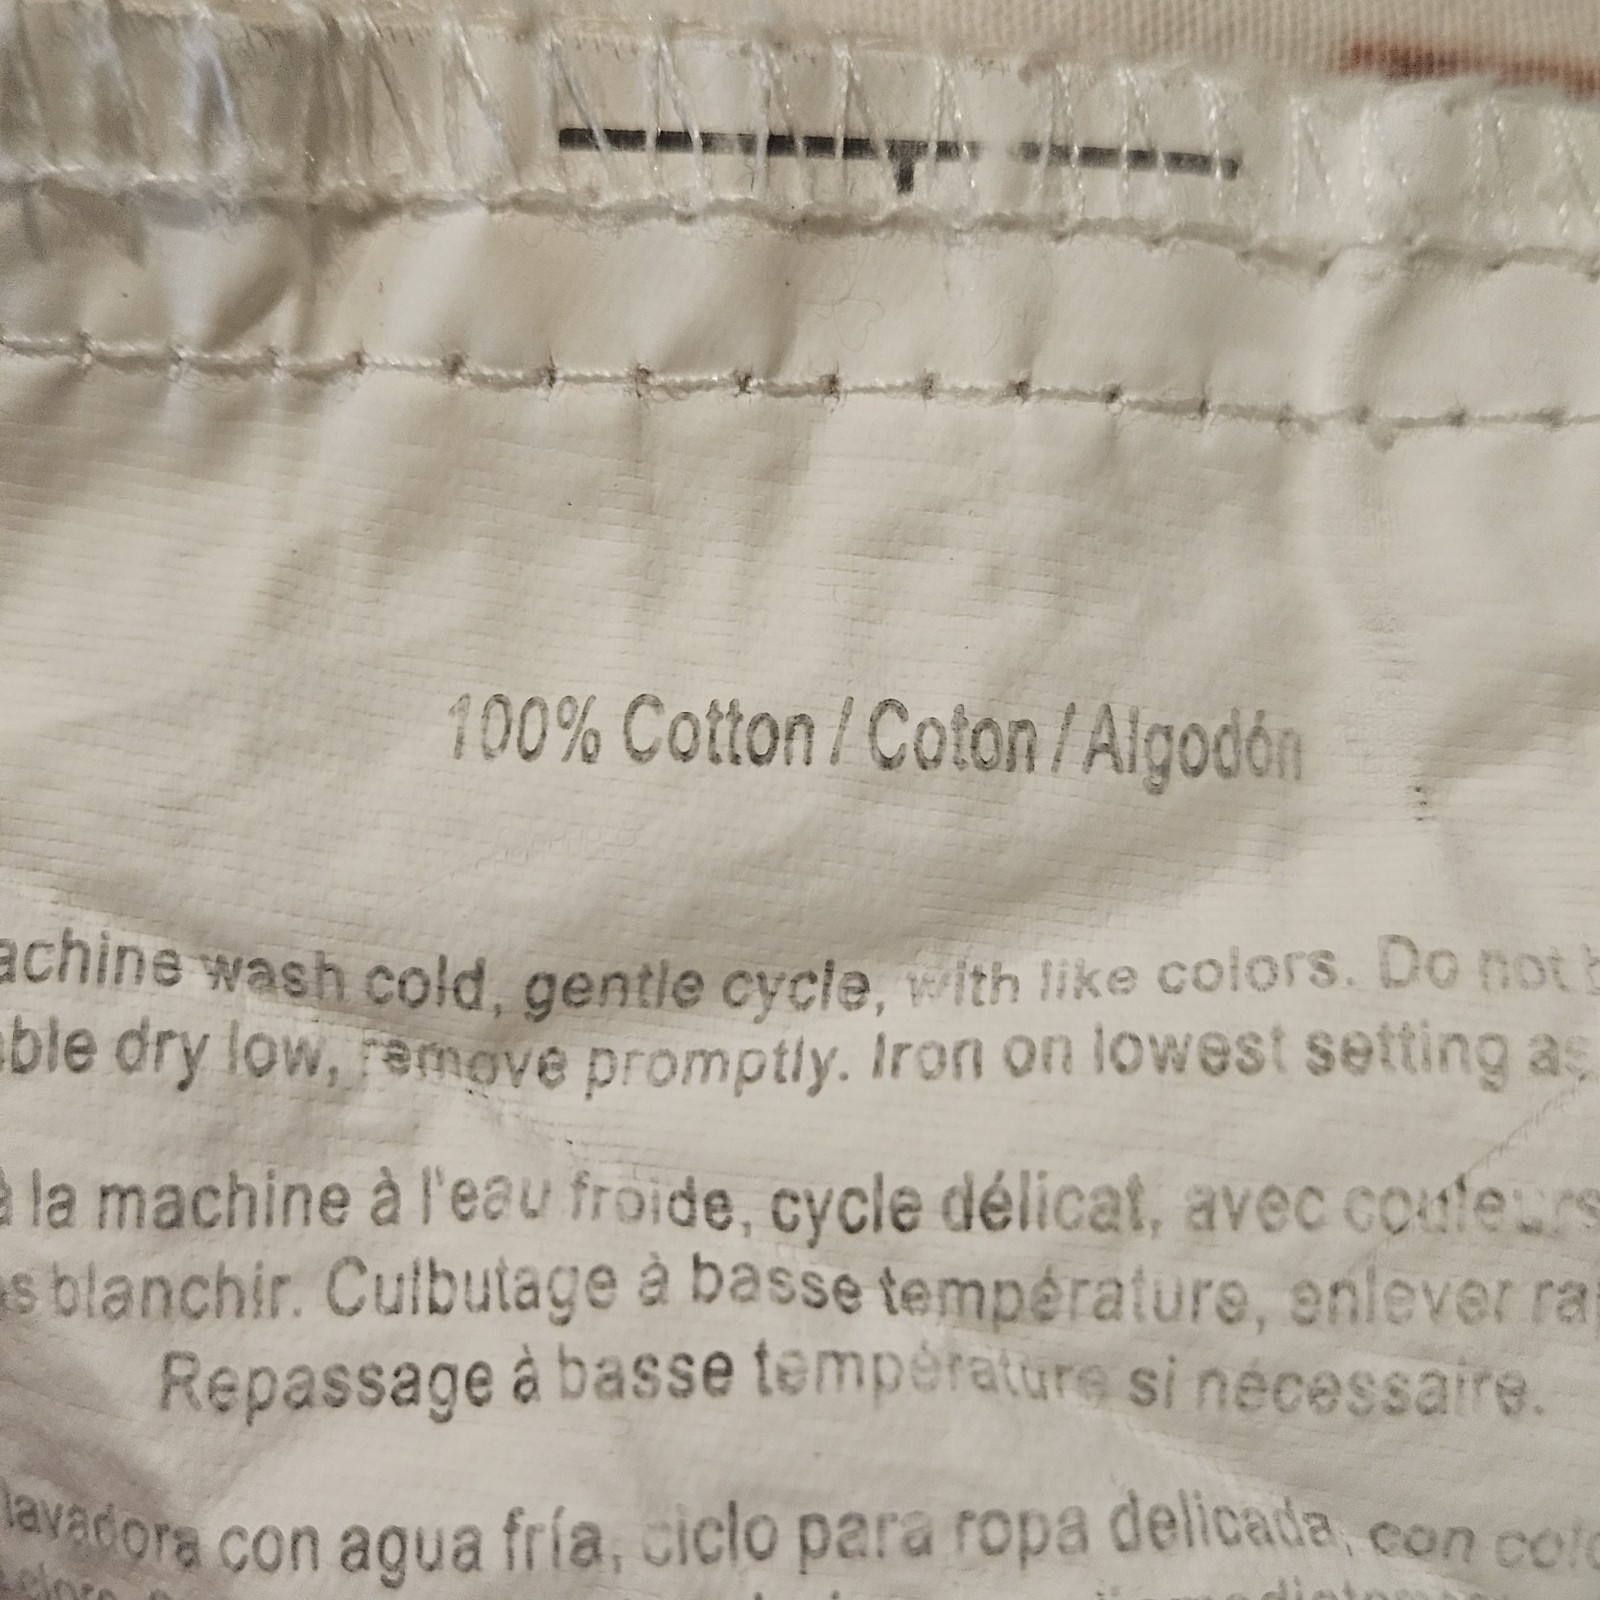 100% Cotton / Coton / Algodón
achine wash cold, gentle cycle, with like colors. Do not b
ble dry low, remove promptly. Iron on lowest setting as
à la machine à l'eau froide, cycle délicat, avec couleurs
s blanchir. Culbutage à basse température, enlever ra
Repassage à basse température si nécessaire.
lavadora con agua fría, ciclo para ropa delicada, con colo